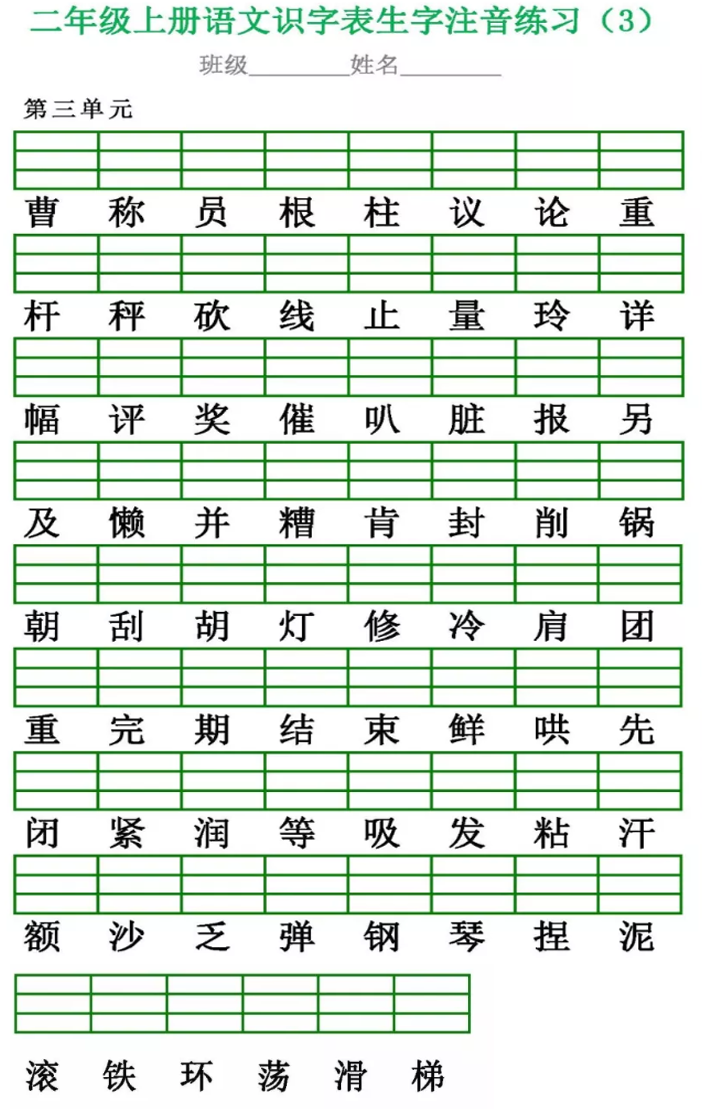 二年级上册语文识字表生字注音练习（3）
班级________姓名________
第三单元
曹 称 员 根 柱 议 论 重
杆 秤 砍 线 止 量 玲 详
幅 评 奖 催 叭 脏 报 另
及 懒 并 糟 肯 封 削 锅
朝 刮 胡 灯 修 冷 肩 团
重 完 期 结 束 鲜 哄 先
闭 紧 润 等 吸 发 粘 汗
额 沙 乏 弹 钢 琴 捏 泥
滚 铁 环 荡 滑 梯